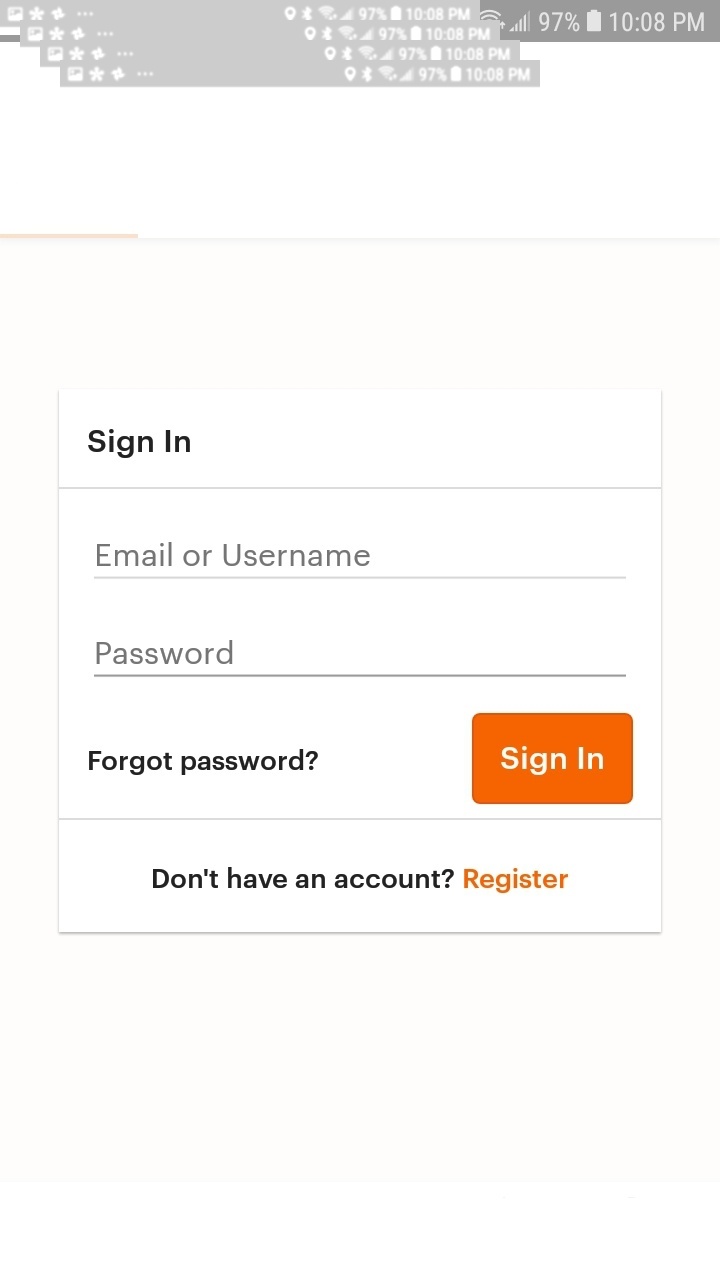 97% 10:08 PM
97% 10:08 PM
97% 10:08 PM
97% 10:08 PM
97% 10:08 PM
Sign In
Email or Username
Password
Forgot password?
Sign In
Don't have an account? Register